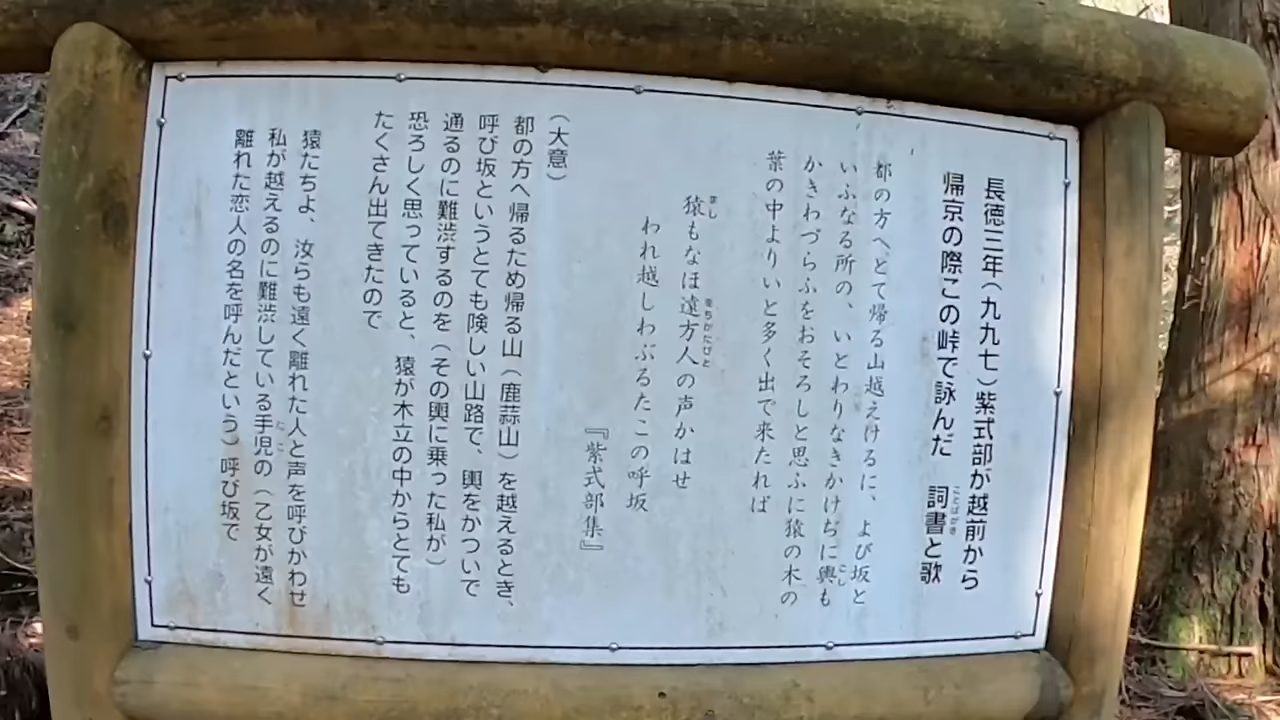 長徳三年(九九七)紫式部が越前から
帰京の際この峠で詠んだ 詞書と歌
都の方へとて帰る山越えけるに、よび坂と
いふなる所の、いとわりなきかけぢに輿も
かきわづらふをおそろしと思ふに猿の木の
葉の中よりいと多く出で来たれば
猿もなほ遠方人の声かはせ
われ越しわぶるたこの呼坂
『紫式部集』
(大意)
都の方へ帰るため帰る山(鹿蒜山)を越えるとき、
呼び坂というとても険しい山路で、輿をかついで
通るのに難渋するのを(その輿に乗った私が)
恐ろしく思っていると、猿が木立の中からとても
たくさん出てきたので
猿たちよ、汝らも遠く離れた人と声を呼びかわせ
私が越えるのに難渋している手児の(乙女が遠く
離れた恋人の名を呼んだという)呼び坂で